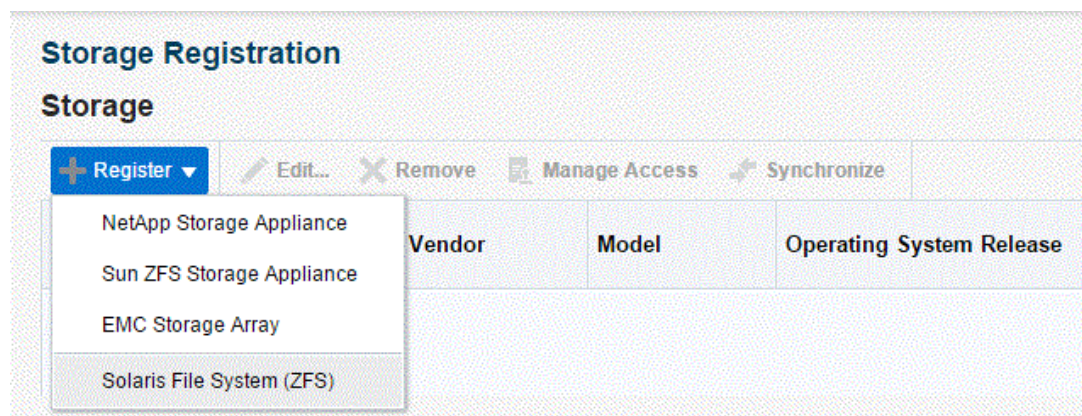 Storage Registration
Storage
Register Edit... Remove Manage Access Synchronize
NetApp Storage Appliance
Vendor Model Operating System Release
Sun ZFS Storage Appliance
EMC Storage Array
Solaris File System (ZFS)